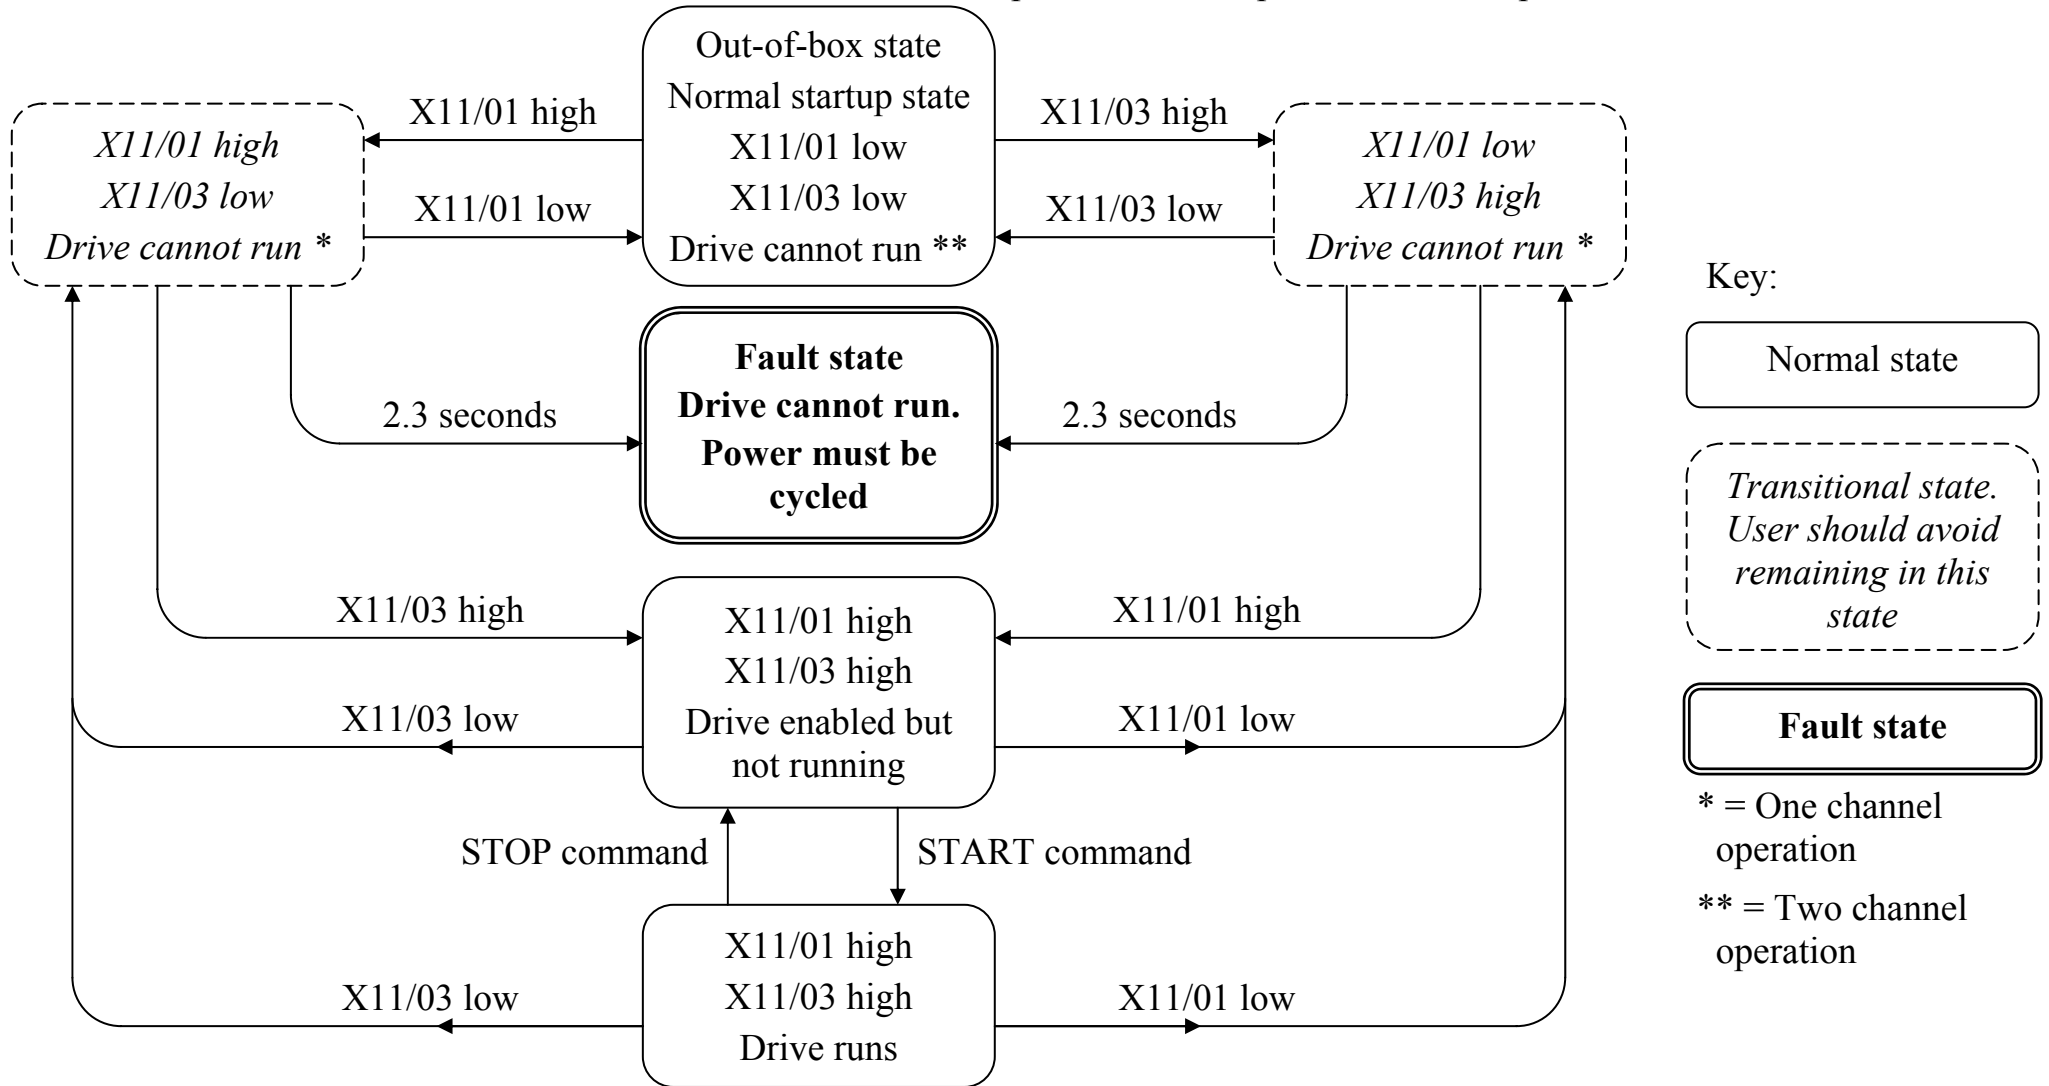 Out-of-box state
Normal startup state
X11/01 low
X11/03 low
Drive cannot run **
X11/01 high
X11/01 low
X11/03 high
X11/03 low
X11/01 high
X11/03 low
Drive cannot run *
X11/01 low
X11/03 high
Drive cannot run *
Fault state
Drive cannot run.
Power must be
cycled
2.3 seconds
2.3 seconds
X11/03 high
X11/01 high
X11/01 high
X11/03 high
Drive enabled but
not running
X11/03 low
X11/01 low
STOP command
START command
X11/01 high
X11/03 high
Drive runs
X11/03 low
X11/01 low
Key:
Normal state
Transitional state.
User should avoid
remaining in this
state
Fault state
* = One channel
operation
** = Two channel
operation